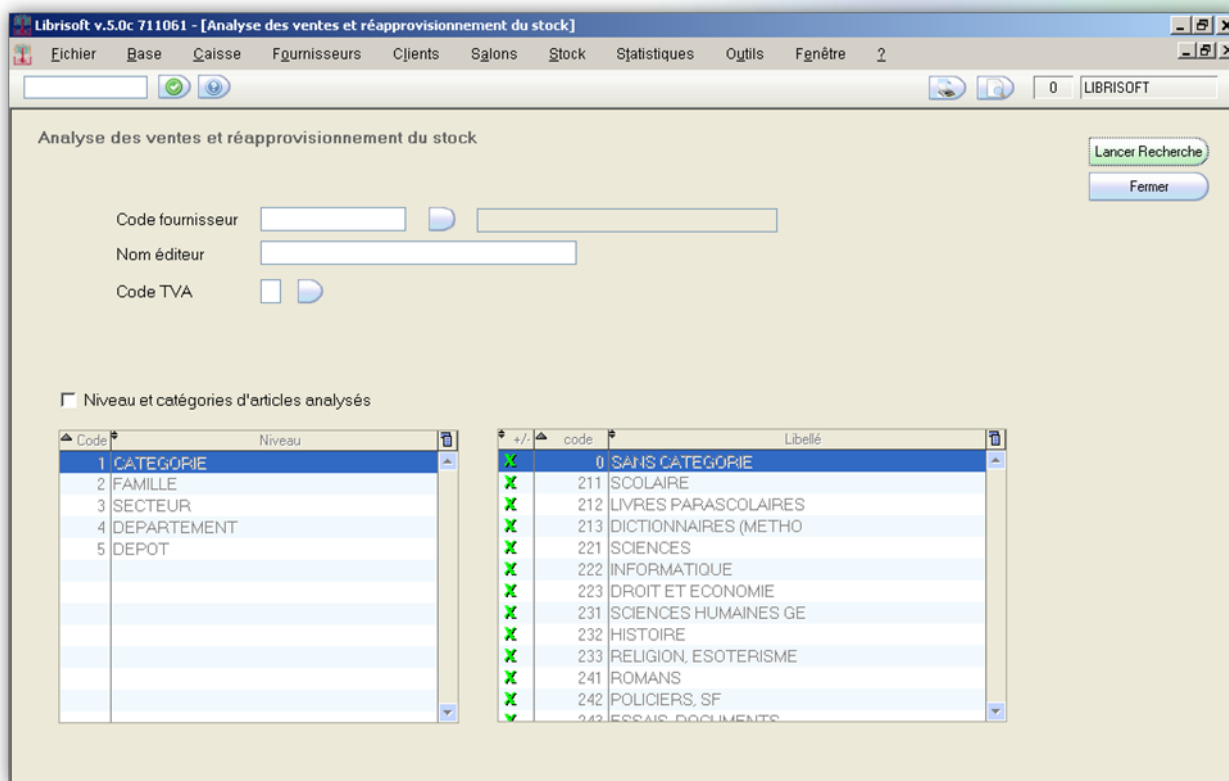 Librisoft v.5.0c 711061 - [Analyse des ventes et réapprovisionnement du stock]
Fichier Base Caisse Fournisseurs Clients Salons Stock Statistiques Outils Fenêtre ?
0 LIBRISOFT
Analyse des ventes et réapprovisionnement du stock
Lancer Recherche
Fermer
Code fournisseur
Nom éditeur
Code TVA
Niveau et catégories d'articles analysés
Code Niveau
1 CATEGORIE
2 FAMILLE
3 SECTEUR
4 DEPARTEMENT
5 DEPOT
+/- code Libellé
X 0 SANS CATEGORIE
X 211 SCOLAIRE
X 212 LIVRES PARASCOLAIRES
X 213 DICTIONNAIRES (METHO
X 221 SCIENCES
X 222 INFORMATIQUE
X 223 DROIT ET ECONOMIE
X 231 SCIENCES HUMAINES GE
X 232 HISTOIRE
X 233 RELIGION, ESOTERISME
X 241 ROMANS
X 242 POLICIERS, SF
X 243 ESSAIS, DOCUMENTS